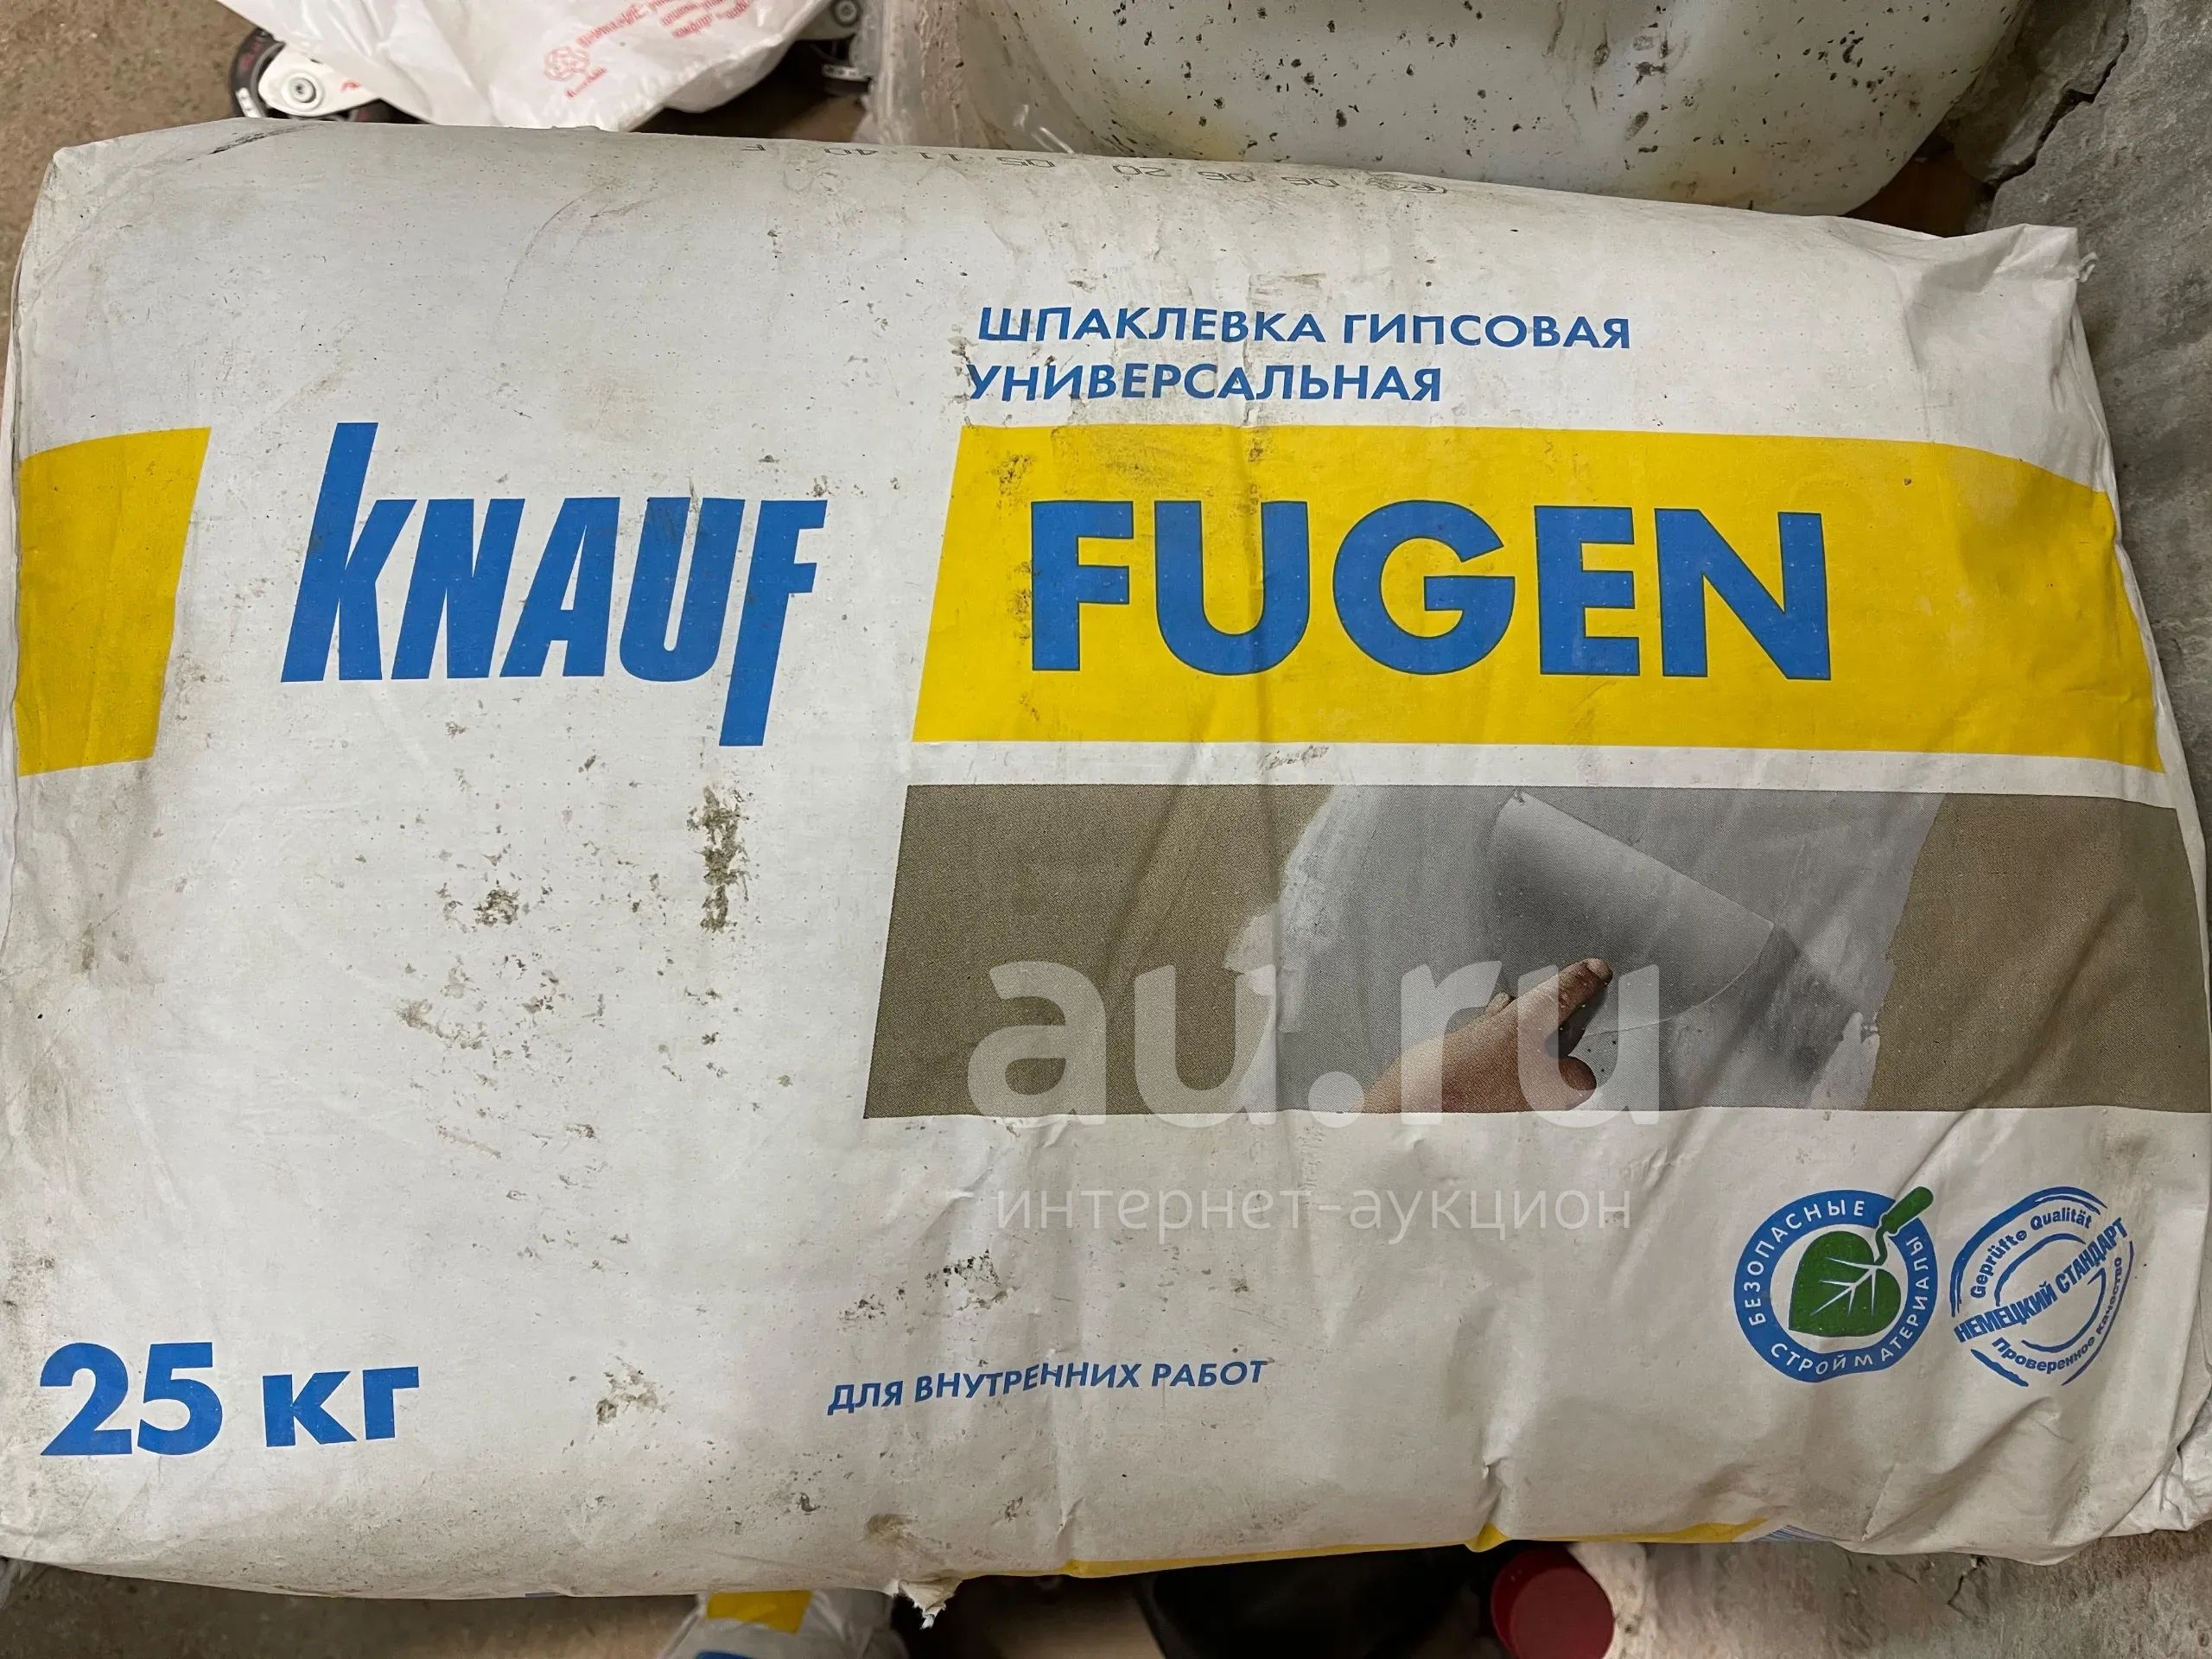 ШПАКЛЕВКА ГИПСОВАЯ
УНИВЕРСАЛЬНАЯ
KNAUF
FUGEN
au.ru
интернет-аукцион
БЕЗОПАСНЫЕ
СТРОЙМАТЕРИАЛЫ
Geprüfte Qualität
НЕМЕЦКИЙ СТАНДАРТ
Проверенное качество
25 кг
ДЛЯ ВНУТРЕННИХ РАБОТ